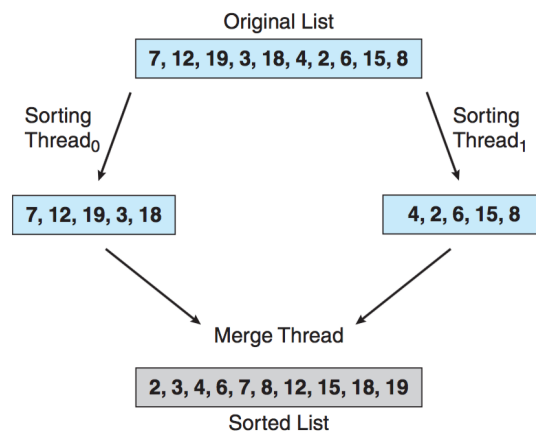 Original List
7, 12, 19, 3, 18, 4, 2, 6, 15, 8
Sorting
Thread₀
Sorting
Thread₁
7, 12, 19, 3, 18
4, 2, 6, 15, 8
Merge Thread
2, 3, 4, 6, 7, 8, 12, 15, 18, 19
Sorted List